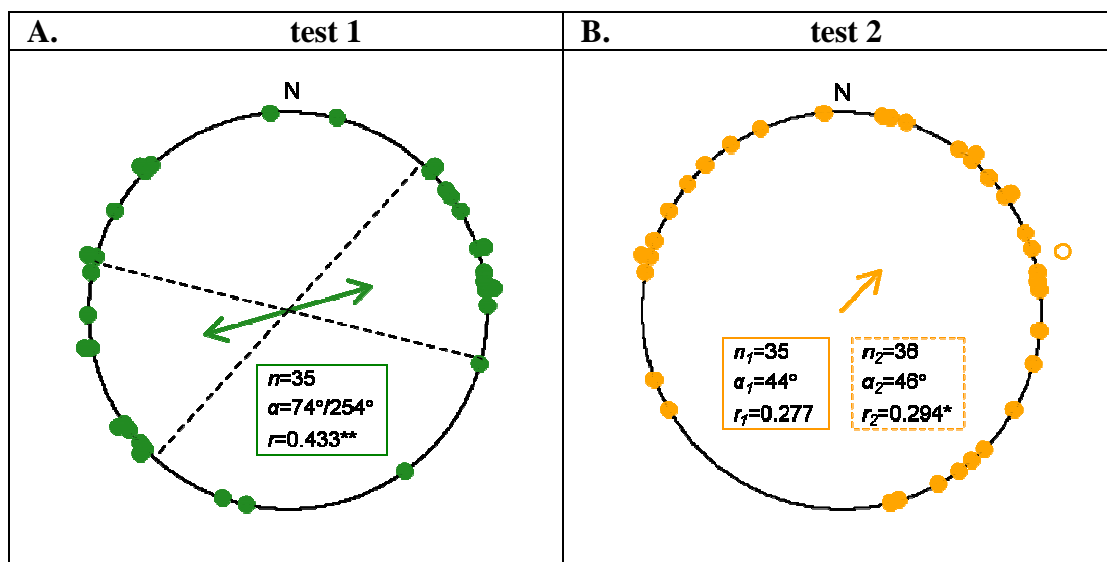 A. test 1
B. test 2
N
n=35
α=74°/254°
r=0.433**
N
n₁=35
α₁=44°
r₁=0.277
n₂=36
α₂=46°
r₂=0.294*